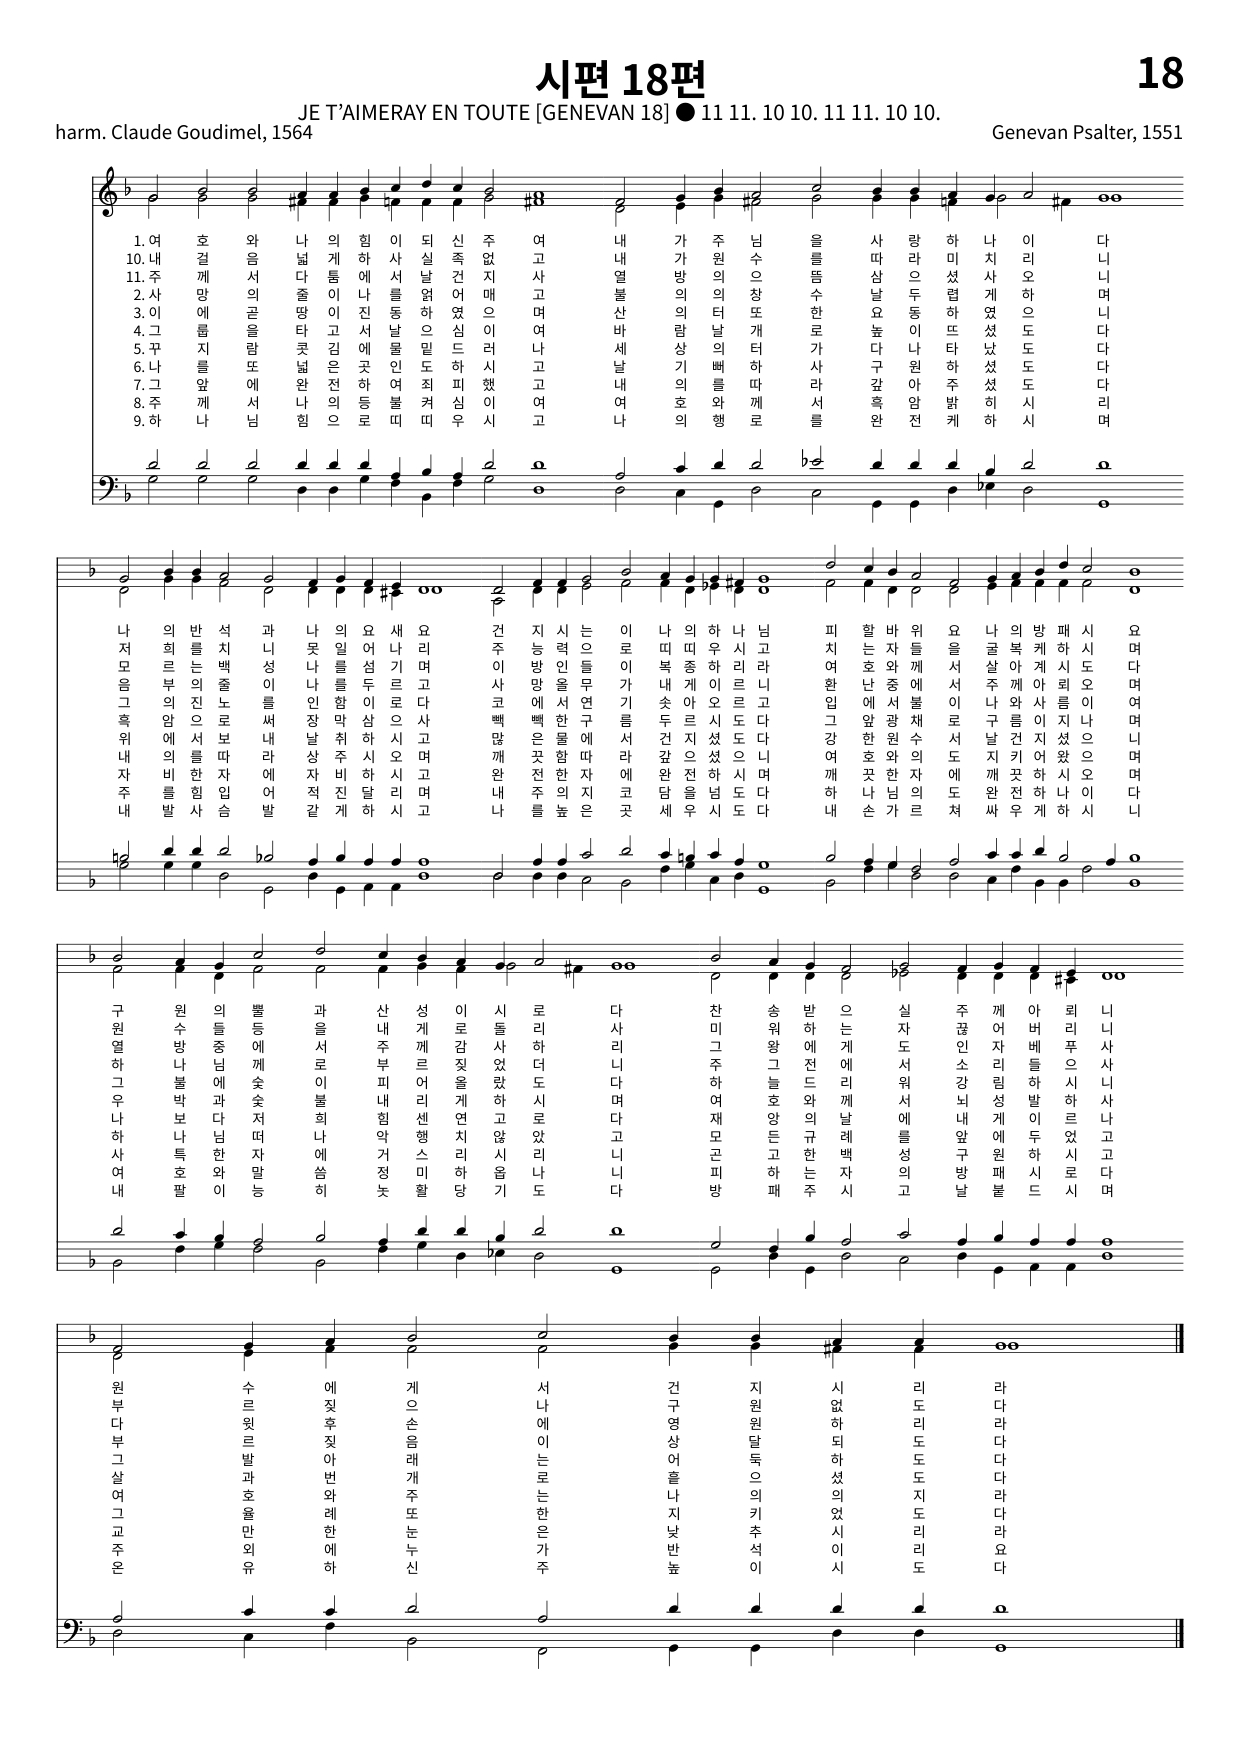 시편 18편
18
JE T’AIMERAY EN TOUTE [GENEVAN 18] ● 11 11. 10 10. 11 11. 10 10.
harm. Claude Goudimel, 1564
Genevan Psalter, 1551
1. 여 호 와 나 의 힘 이 되 신 주 여 내 가 주 님 을 사 랑 하 나 이 다
10. 내 걸 음 넓 게 하 사 실 족 없 고 내 가 원 수 를 따 라 미 치 리 니
11. 주 께 서 다 툼 에 서 날 건 지 사 열 방 의 으 뜸 삼 으 셨 사 오 니
2. 사 망 의 줄 이 나 를 얽 어 매 고 불 의 의 창 수 날 두 렵 게 하 며
3. 이 에 곧 땅 이 진 동 하 였 으 며 산 의 터 또 한 요 동 하 였 으 니
4. 그 룹 을 타 고 서 날 으 심 이 여 바 람 날 개 로 높 이 뜨 셨 도 다
5. 꾸 지 람 콧 김 에 물 밑 드 러 나 세 상 의 터 가 다 나 타 났 도 다
6. 나 를 또 넓 은 곳 인 도 하 시 고 날 기 뻐 하 사 구 원 하 셨 도 다
7. 그 앞 에 완 전 하 여 죄 피 했 고 내 의 를 따 라 갚 아 주 셨 도 다
8. 주 께 서 나 의 등 불 켜 심 이 여 여 호 와 께 서 흑 암 밝 히 시 리
9. 하 나 님 힘 으 로 띠 띠 우 시 고 나 의 행 로 를 완 전 케 하 시 며
나 의 반 석 과 나 의 요 새 요 건 지 시 는 이 나 의 하 나 님 피 할 바 위 요 나 의 방 패 시 요
저 희 를 치 니 못 일 어 나 리 주 능 력 으 로 띠 띠 우 시 고 치 는 자 들 을 굴 복 케 하 시 며
모 르 는 백 성 나 를 섬 기 며 이 방 인 들 이 복 종 하 리 라 여 호 와 께 서 살 아 계 시 도 다
음 부 의 줄 이 나 를 두 르 고 사 망 올 무 가 내 게 이 르 니 환 난 중 에 서 주 께 아 뢰 오 며
그 의 진 노 를 인 함 이 로 다 코 에 서 연 기 솟 아 오 르 고 입 에 서 불 이 나 와 사 름 이 여
흑 암 으 로 써 장 막 삼 으 사 빽 빽 한 구 름 두 르 시 도 다 그 앞 광 채 로 구 름 이 지 나 며
위 에 서 보 내 날 취 하 시 고 많 은 물 에 서 건 지 셨 도 다 강 한 원 수 서 날 건 지 셨 으 니
내 의 를 따 라 상 주 시 오 며 깨 끗 함 따 라 갚 으 셨 으 니 여 호 와 의 도 지 키 어 왔 으 며
자 비 한 자 에 자 비 하 시 고 완 전 한 자 에 완 전 하 시 며 깨 끗 한 자 에 깨 끗 하 시 오 며
주 를 힘 입 어 적 진 달 리 며 내 주 의 지 코 담 을 넘 도 다 하 나 님 의 도 완 전 하 나 이 다
내 발 사 슴 발 같 게 하 시 고 나 를 높 은 곳 세 우 시 도 다 내 손 가 르 쳐 싸 우 게 하 시 니
구 원 의 뿔 과 산 성 이 시 로 다 찬 송 받 으 실 주 께 아 뢰 니
원 수 들 등 을 내 게 로 돌 리 사 미 워 하 는 자 끊 어 버 리 니
열 방 중 에 서 주 께 감 사 하 리 그 왕 에 게 도 인 자 베 푸 사
하 나 님 께 로 부 르 짖 었 더 니 주 그 전 에 서 소 리 들 으 사
그 불 에 숯 이 피 어 올 랐 도 다 하 늘 드 리 워 강 림 하 시 니
우 박 과 숯 불 내 리 게 하 시 며 여 호 와 께 서 뇌 성 발 하 사
나 보 다 저 희 힘 센 연 고 로 다 재 앙 의 날 에 내 게 이 르 나
하 나 님 떠 나 악 행 치 않 았 고 모 든 규 례 를 앞 에 두 었 고
사 특 한 자 에 거 스 리 시 리 니 곤 고 한 백 성 구 원 하 시 고
여 호 와 말 씀 정 미 하 옵 나 니 피 하 는 자 의 방 패 시 로 다
내 팔 이 능 히 놋 활 당 기 도 다 방 패 주 시 고 날 붙 드 시 며
원 수 에 게 서 건 지 시 리 라
부 르 짖 으 나 구 원 없 도 다
다 윗 후 손 에 영 원 하 리 라
부 르 짖 음 이 상 달 되 도 다
그 발 아 래 는 어 둑 하 도 다
살 과 번 개 로 흩 으 셨 도 다
여 호 와 주 는 나 의 의 지 라
그 율 례 또 한 지 키 었 도 다
교 만 한 눈 은 낮 추 시 리 라
주 외 에 누 가 반 석 이 리 요
온 유 하 신 주 높 이 시 도 다